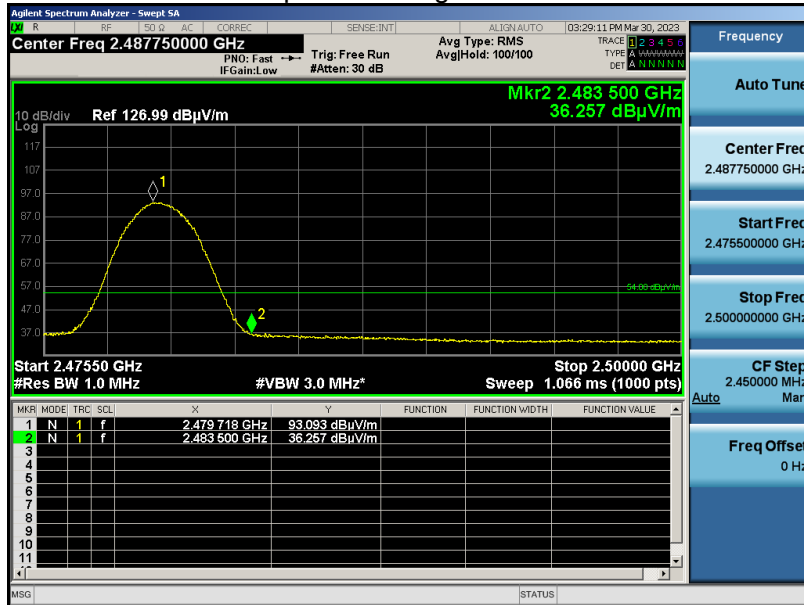 Agilent Spectrum Analyzer - Swept SA
LXI R RF 50 Ω AC CORREC SENSE:INT ALIGN AUTO 03:29:11 PM Mar 30, 2023
Center Freq 2.487750000 GHz
PNO: Fast
IFGain:Low
Trig: Free Run
#Atten: 30 dB
Avg Type: RMS
Avg|Hold: 100/100
TRACE 1 2 3 4 5 6
TYPE A WWWWW
DET A N N N N N
Mkr2 2.483 500 GHz
36.257 dBµV/m
10 dB/div Ref 126.99 dBµV/m
Log
117
107
97.0
87.0
77.0
67.0
57.0
47.0
37.0
1
2
54.00 dBµV/m
Start 2.47550 GHz Stop 2.50000 GHz
#Res BW 1.0 MHz #VBW 3.0 MHz* Sweep 1.066 ms (1000 pts)
MKR MODE TRC SCL X Y FUNCTION FUNCTION WIDTH FUNCTION VALUE
1 N 1 f 2.479 718 GHz 93.093 dBµV/m
2 N 1 f 2.483 500 GHz 36.257 dBµV/m
3
4
5
6
7
8
9
10
11
MSG STATUS
Frequency
Auto Tune
Center Freq
2.487750000 GHz
Start Freq
2.475500000 GHz
Stop Freq
2.500000000 GHz
CF Step
2.450000 MHz
Auto Man
Freq Offset
0 Hz